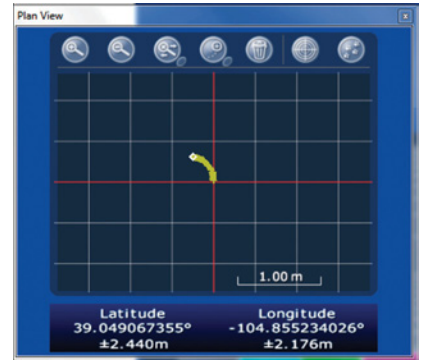 Plan View
1.00 m
Latitude
39.049067355°
±2.440m
Longitude
-104.855234026°
±2.176m